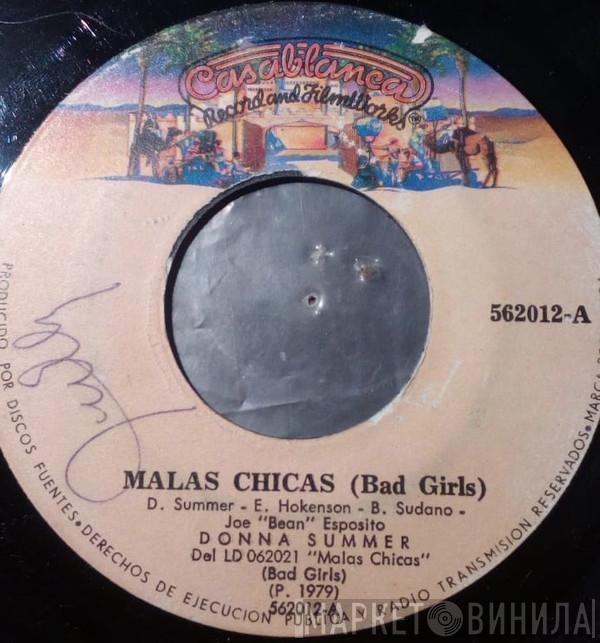 Casablanca
Record and FilmWorks™
562012-A
MALAS CHICAS (Bad Girls)
D. Summer - E. Hokenson - B. Sudano -
Joe "Bean" Esposito
DONNA SUMMER
Del LD 062021 "Malas Chicas"
(Bad Girls)
(P. 1979)
562012-A
PRODUCIDO POR DISCOS FUENTES. DERECHOS DE EJECUCION PUBLICA RADIO TRANSMISION RESERVADOS. MARCA
МАРКЕТ ВИНИЛА